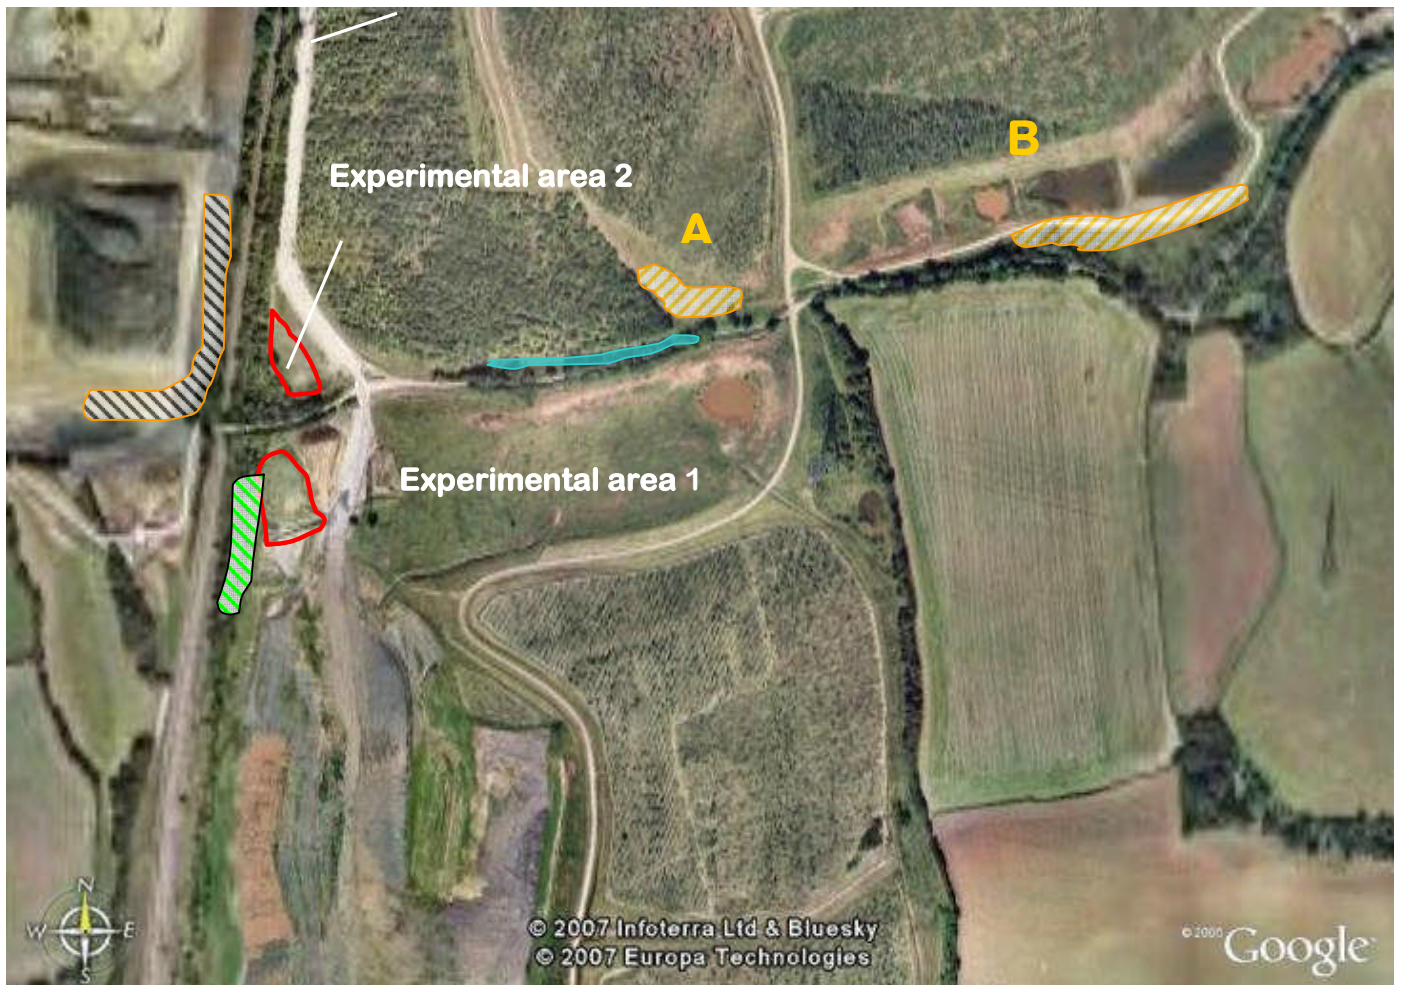 B
Experimental area 2
A
Experimental area 1
N
W E
S
© 2007 Infoterra Ltd & Bluesky
© 2007 Europa Technologies
Google